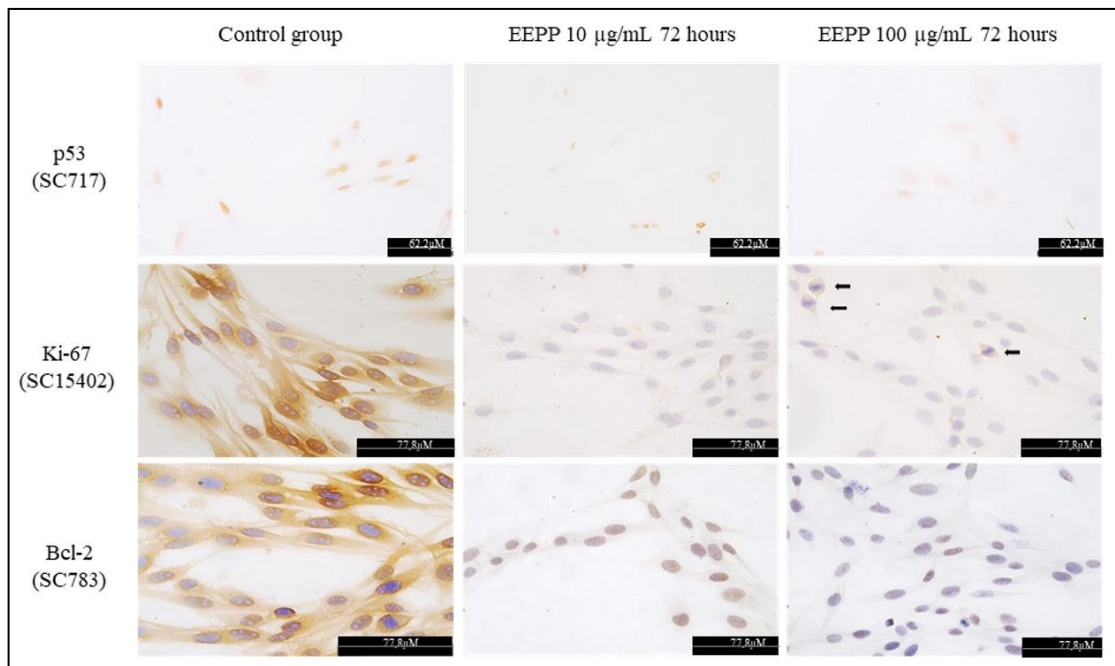 Control group
EEPP 10 µg/mL 72 hours
EEPP 100 µg/mL 72 hours
p53
(SC717)
62.2µM
62.2µM
62.2µM
Ki-67
(SC15402)
77,8µM
77,8µM
77,8µM
Bcl-2
(SC783)
77,8µM
77,8µM
77,8µM